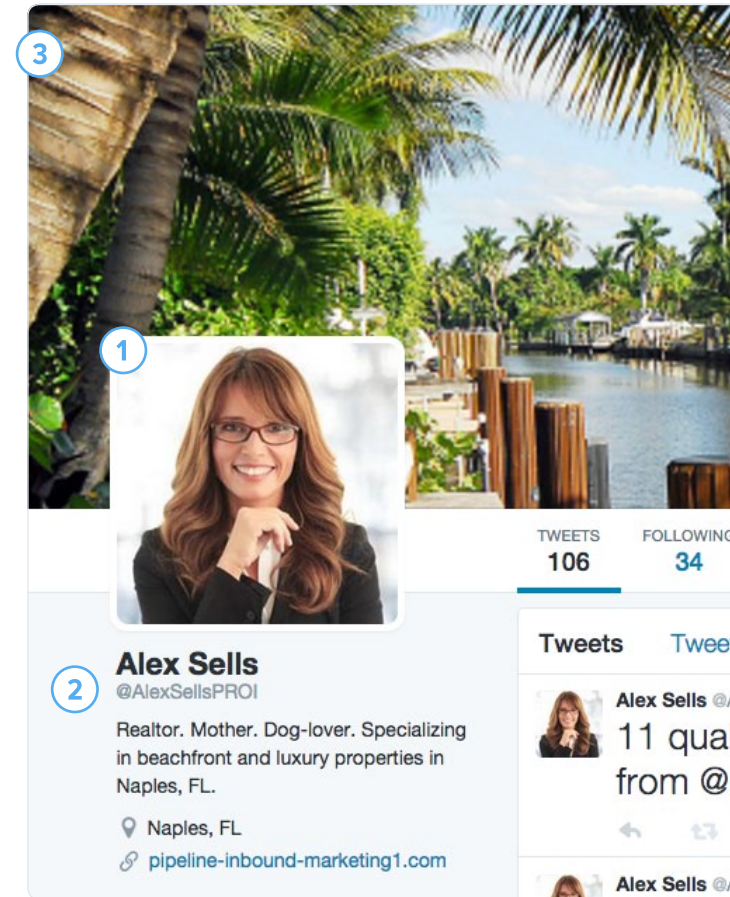 3
1
TWEETS FOLLOWING
106 34
Alex Sells
@AlexSellsPROI
2
Realtor. Mother. Dog-lover. Specializing
in beachfront and luxury properties in
Naples, FL.
Naples, FL
pipeline-inbound-marketing1.com
Tweets
Alex Sells
11
from @
Alex Sells